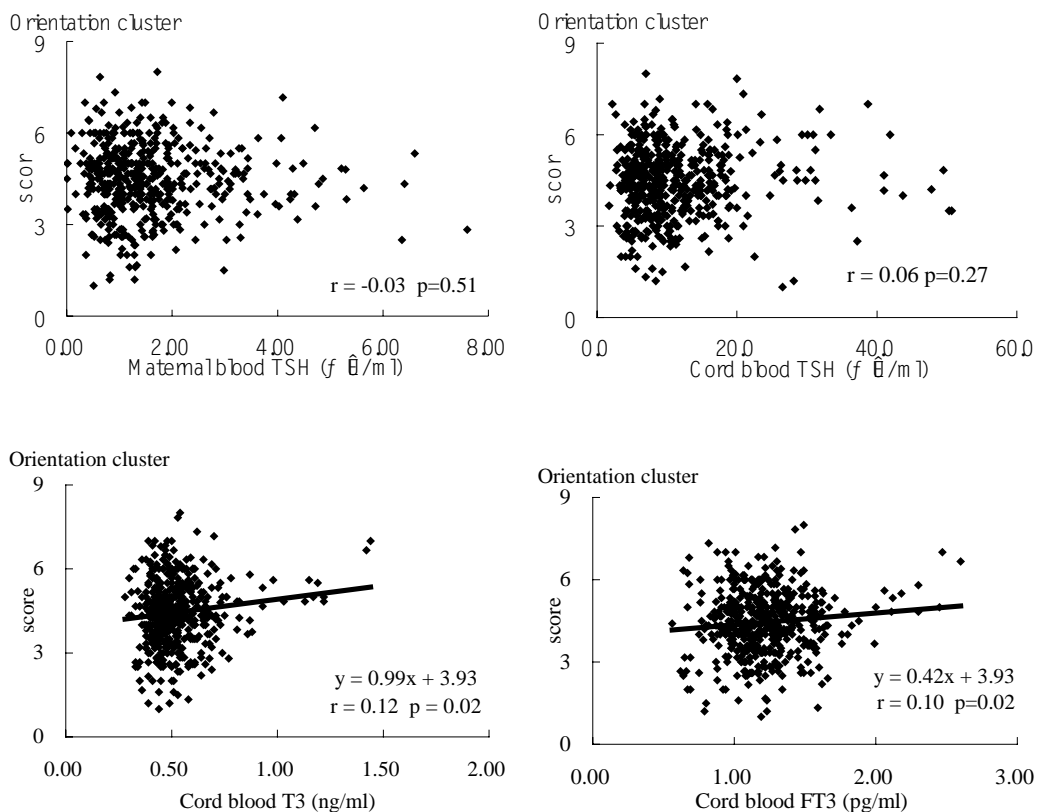 Orientation cluster
9
6
3
0
scor
r = -0.03 p=0.51
0.00 2.00 4.00 6.00 8.00
Maternal blood TSH (ƒÊU/ml)
Orientation cluster
9
6
3
0
scor
r = 0.06 p=0.27
0.0 20.0 40.0 60.0
Cord blood TSH (ƒÊU/ml)
Orientation cluster
9
6
3
0
score
y = 0.99x + 3.93
r = 0.12 p = 0.02
0.00 0.50 1.00 1.50 2.00
Cord blood T3 (ng/ml)
Orientation cluster
9
6
3
0
score
y = 0.42x + 3.93
r = 0.10 p=0.02
0.00 1.00 2.00 3.00
Cord blood FT3 (pg/ml)